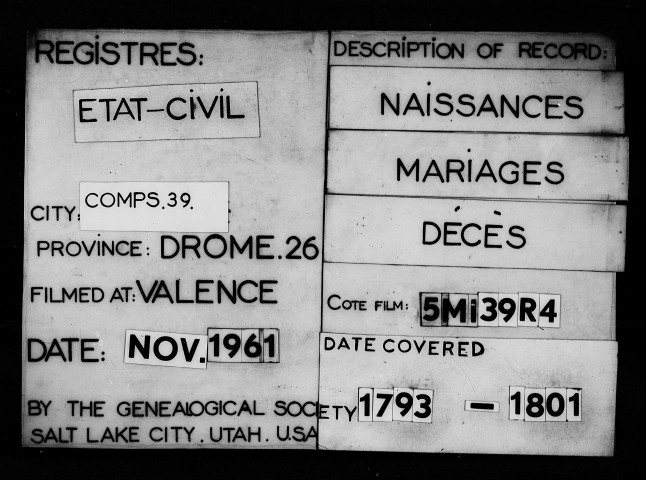 REGISTRES:
ETAT-CIVIL
CITY: COMPS.39.
PROVINCE: DROME.26
FILMED AT: VALENCE
DATE: NOV. 1961
BY THE GENEALOGICAL SOCIETY
SALT LAKE CITY. UTAH. U.SA
DESCRIPTION OF RECORD:
NAISSANCES
MARIAGES
DÉCÈS
COTE FILM: 5Mi39R4
DATE COVERED
1793 - 1801